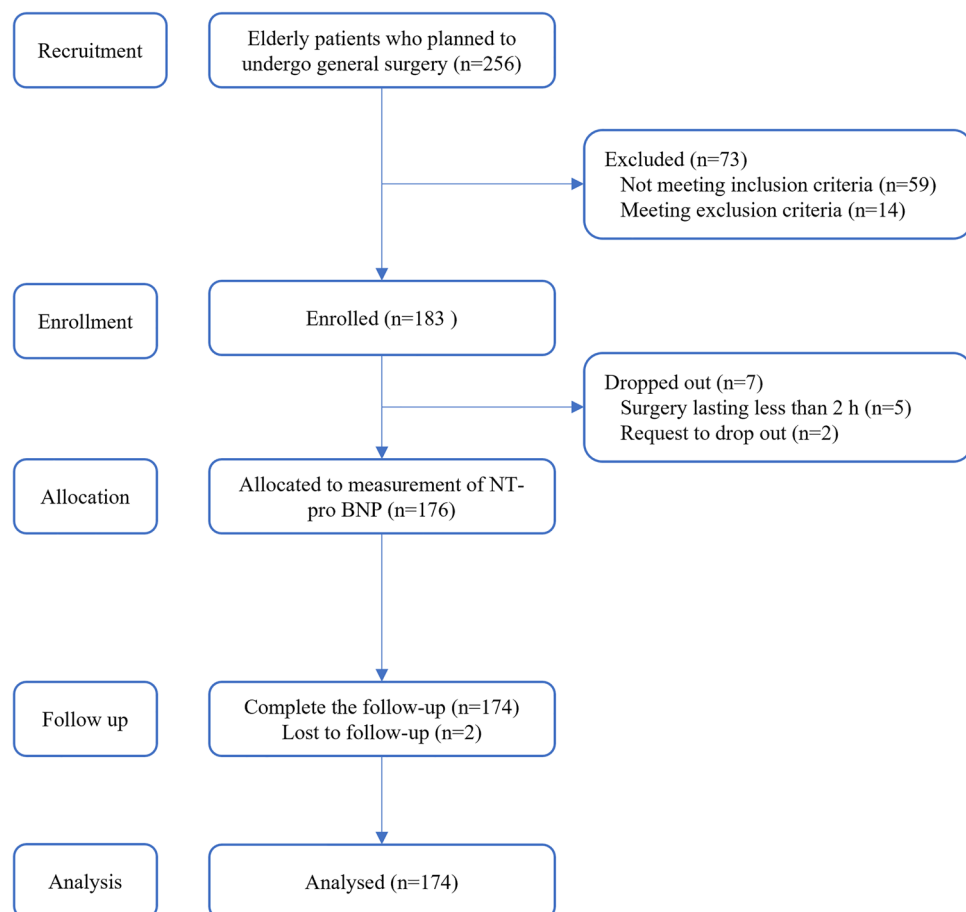 Recruitment
Elderly patients who planned to
undergo general surgery (n=256)
Excluded (n=73)
Not meeting inclusion criteria (n=59)
Meeting exclusion criteria (n=14)
Enrollment
Enrolled (n=183 )
Dropped out (n=7)
Surgery lasting less than 2 h (n=5)
Request to drop out (n=2)
Allocation
Allocated to measurement of NT-
pro BNP (n=176)
Follow up
Complete the follow-up (n=174)
Lost to follow-up (n=2)
Analysis
Analysed (n=174)